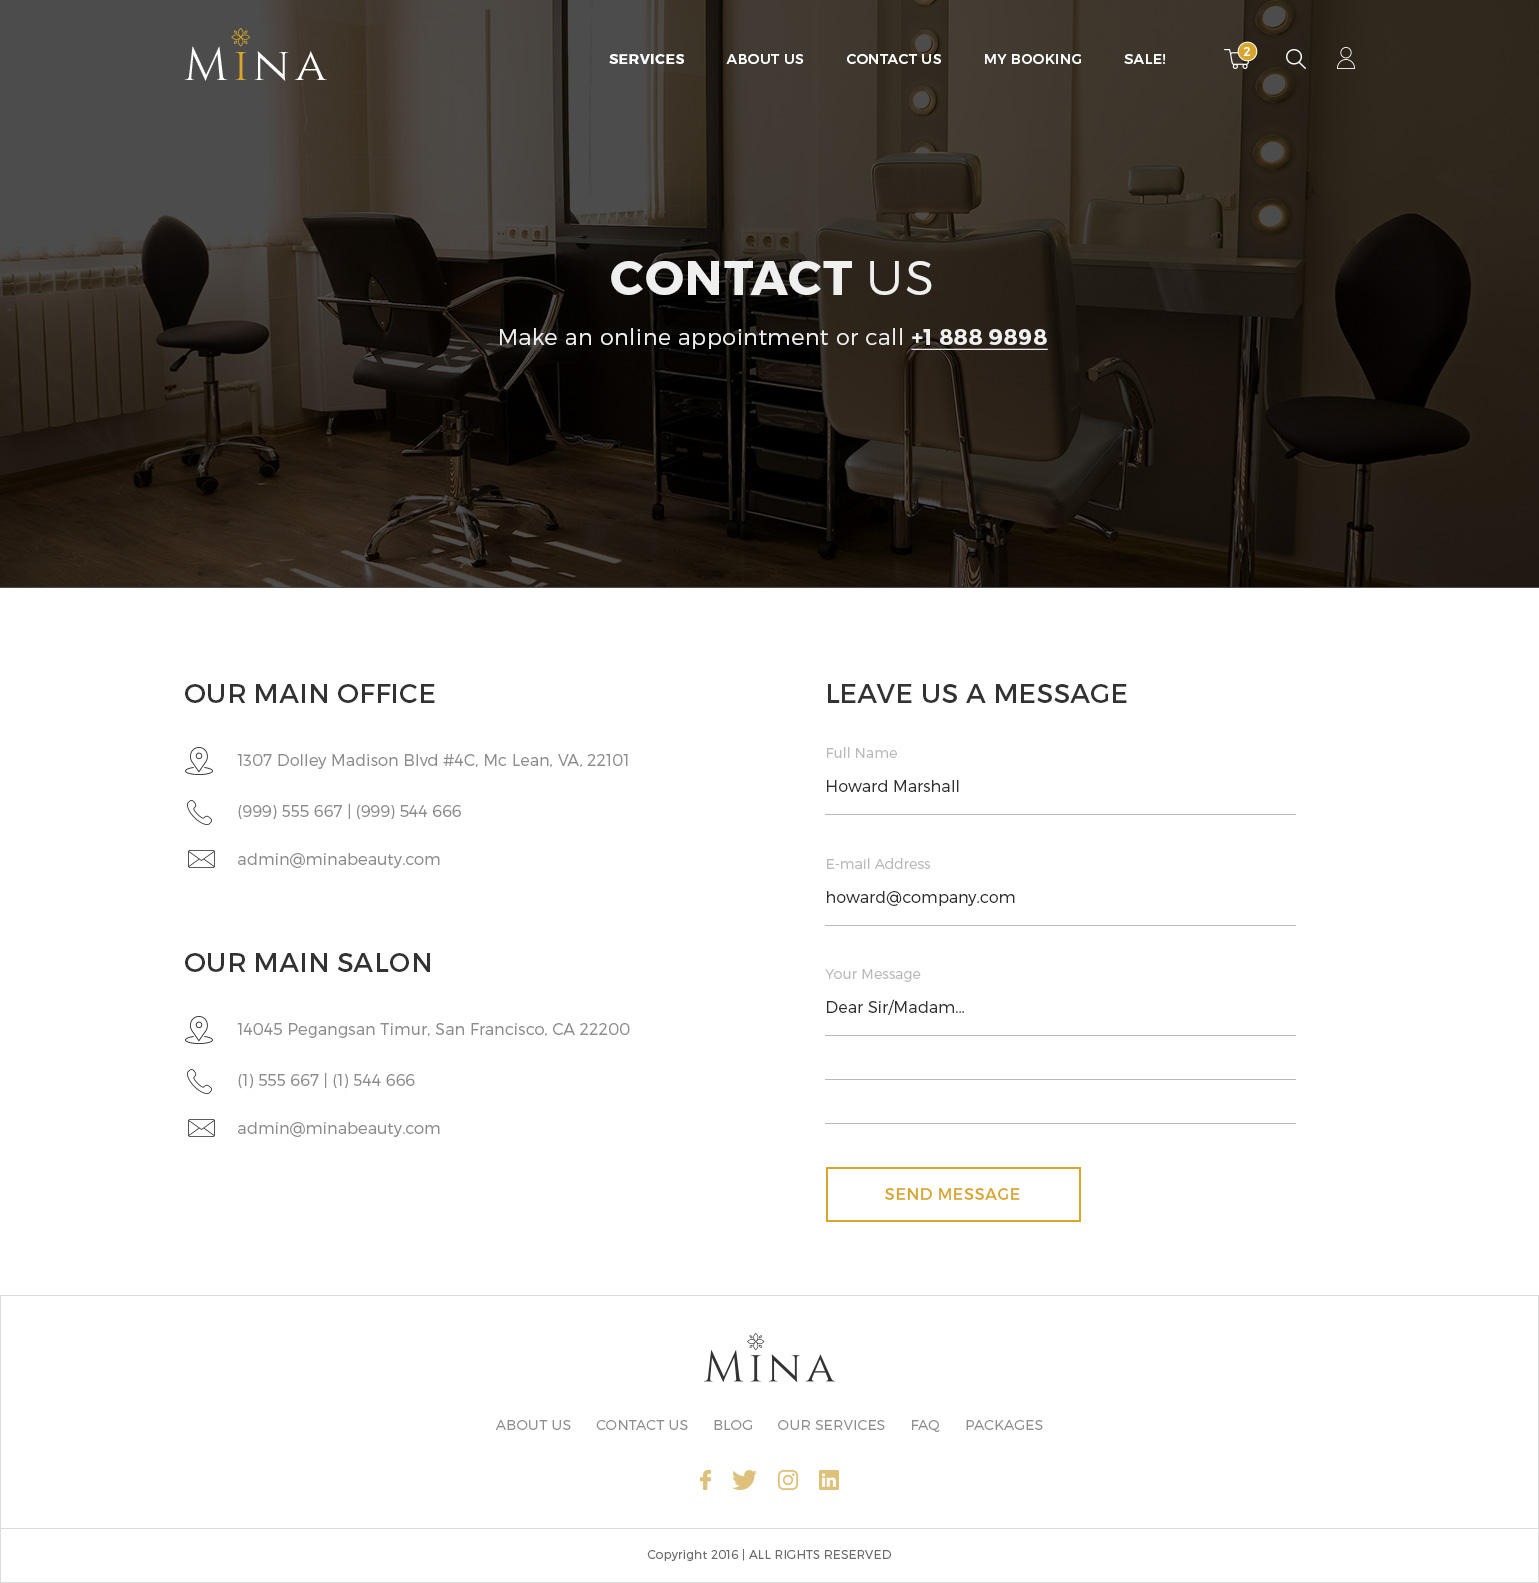 MINA
SERVICES ABOUT US CONTACT US MY BOOKING SALE! 2
CONTACT US
Make an online appointment or call +1 888 9898
OUR MAIN OFFICE
1307 Dolley Madison Blvd #4C, Mc Lean, VA, 22101
(999) 555 667 | (999) 544 666
admin@minabeauty.com
OUR MAIN SALON
14045 Pegangsan Timur, San Francisco, CA 22200
(1) 555 667 | (1) 544 666
admin@minabeauty.com
LEAVE US A MESSAGE
Full Name
Howard Marshall
E-mail Address
howard@company.com
Your Message
Dear Sir/Madam...
SEND MESSAGE
MINA
ABOUT US CONTACT US BLOG OUR SERVICES FAQ PACKAGES
Copyright 2016 | ALL RIGHTS RESERVED